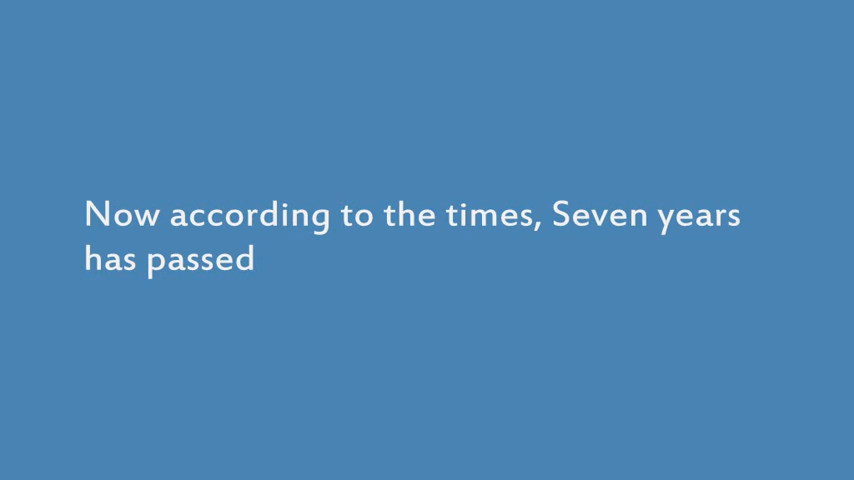 Now according to the times, Seven years
has passed